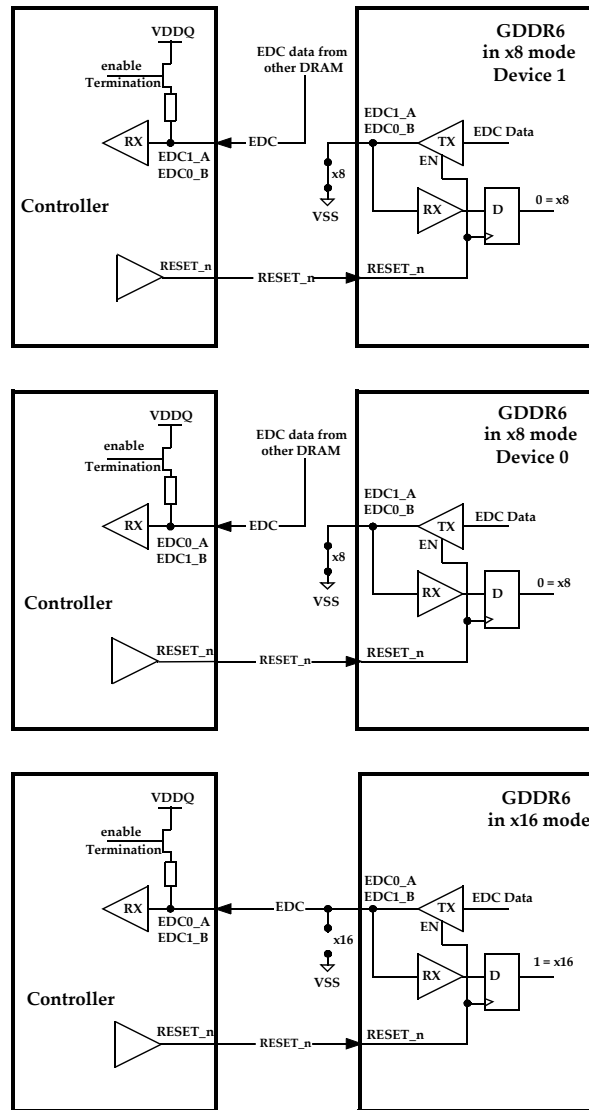 VDDQ
enable
Termination
RX
EDC1_A
EDC0_B
Controller
RESET_n
EDC data from
other DRAM
EDC
x8
VSS
RESET_n
GDDR6
in x8 mode
Device 1
EDC1_A
EDC0_B
TX
EDC Data
EN
RX
D
0 = x8
RESET_n
VDDQ
enable
Termination
RX
EDC0_A
EDC1_B
Controller
RESET_n
EDC data from
other DRAM
EDC
x8
VSS
RESET_n
GDDR6
in x8 mode
Device 0
EDC1_A
EDC0_B
TX
EDC Data
EN
RX
D
0 = x8
RESET_n
VDDQ
enable
Termination
RX
EDC0_A
EDC1_B
Controller
RESET_n
EDC
x16
VSS
RESET_n
GDDR6
in x16 mode
EDC0_A
EDC1_B
TX
EDC Data
EN
RX
D
1 = x16
RESET_n